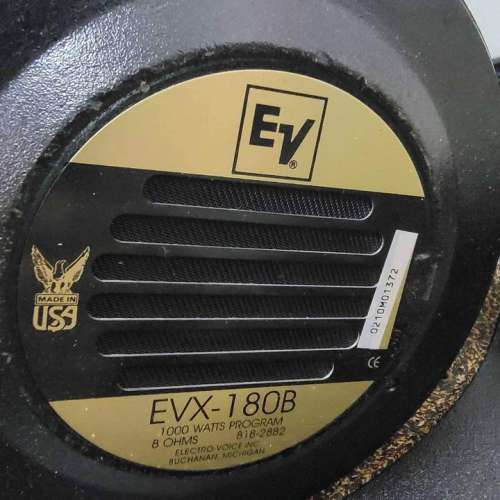 EV®
MADE IN
USA
0210M01372
CE
EVX-180B
1000 WATTS PROGRAM
8 OHMS 818-2882
ELECTRO-VOICE INC.
BUCHANAN, MICHIGAN